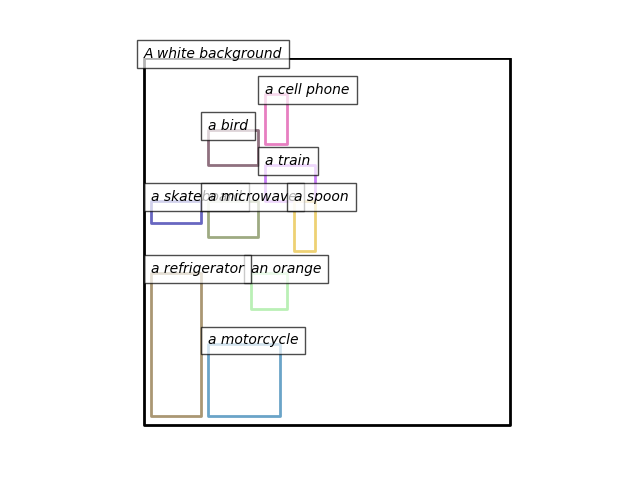 A white background
a cell phone
a bird
a train
a skateboard
a microwave
a spoon
a refrigerator
an orange
a motorcycle